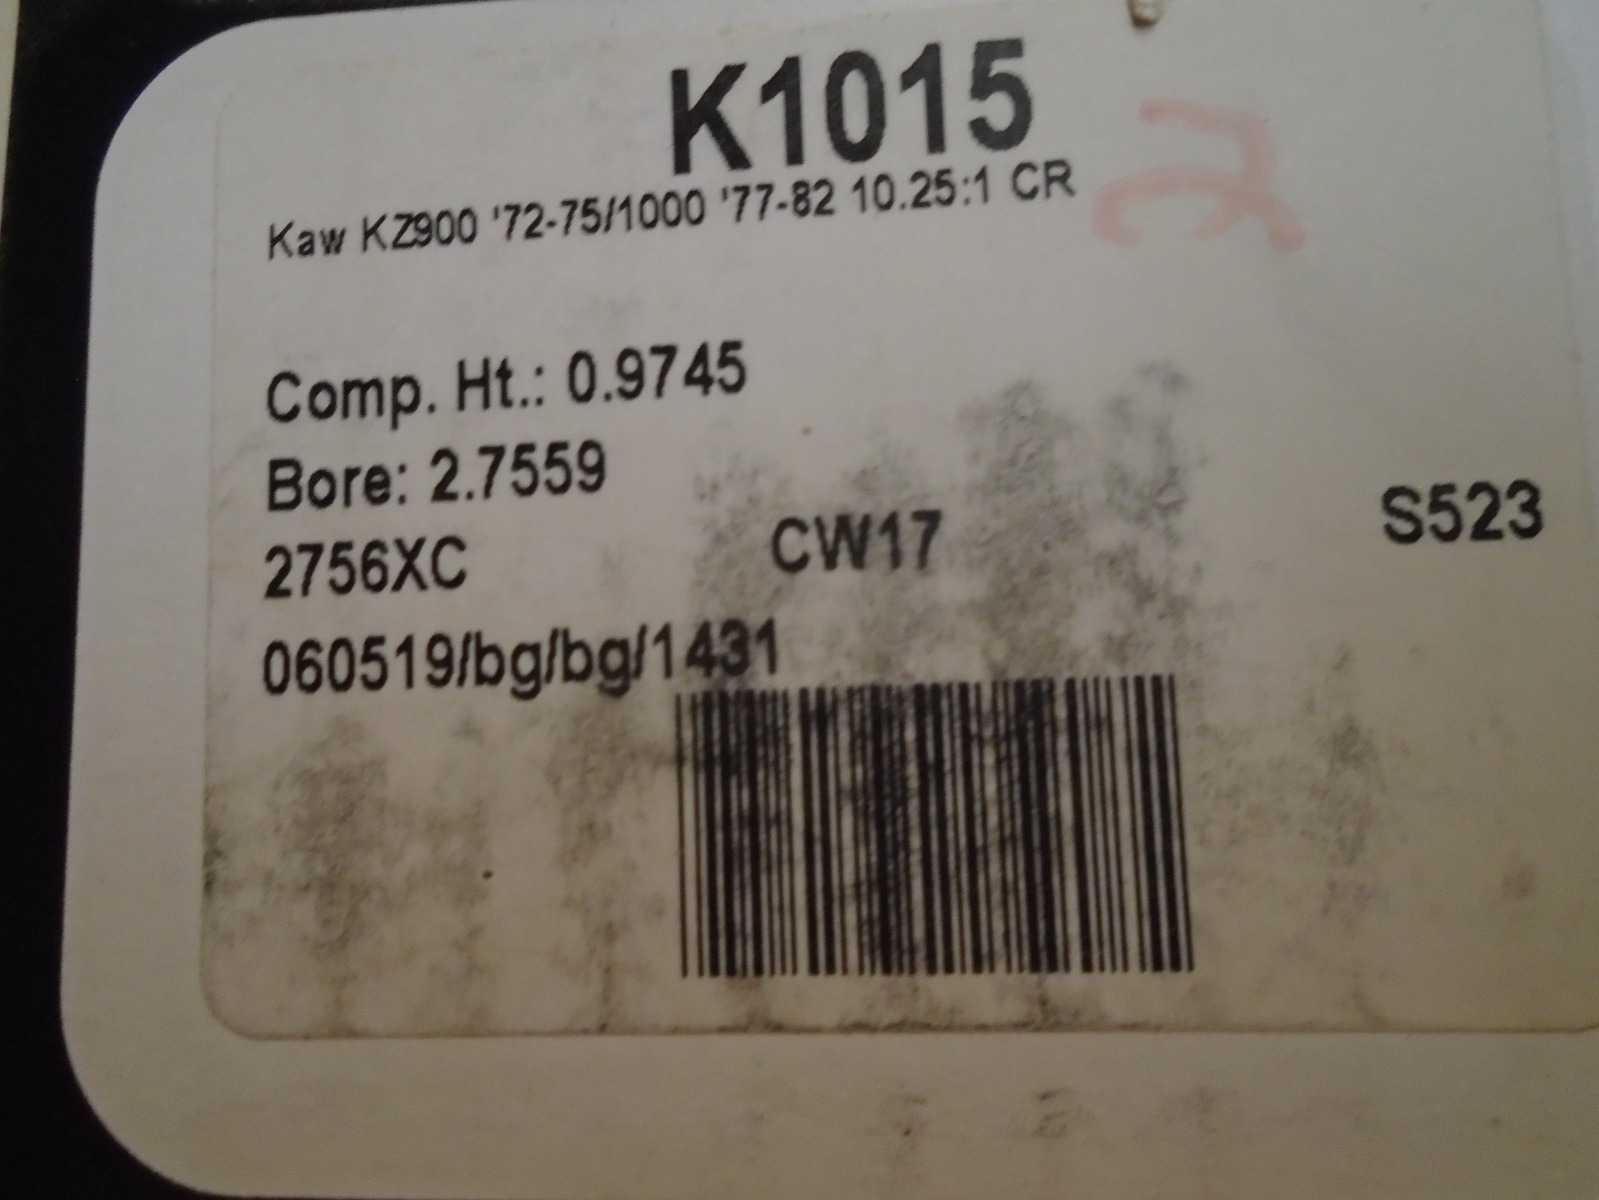 K1015
2
Kaw KZ900 '72-75/1000 '77-82 10.25:1 CR
Comp. Ht.: 0.9745
Bore: 2.7559
2756XC CW17 S523
060519/bg/bg/1431